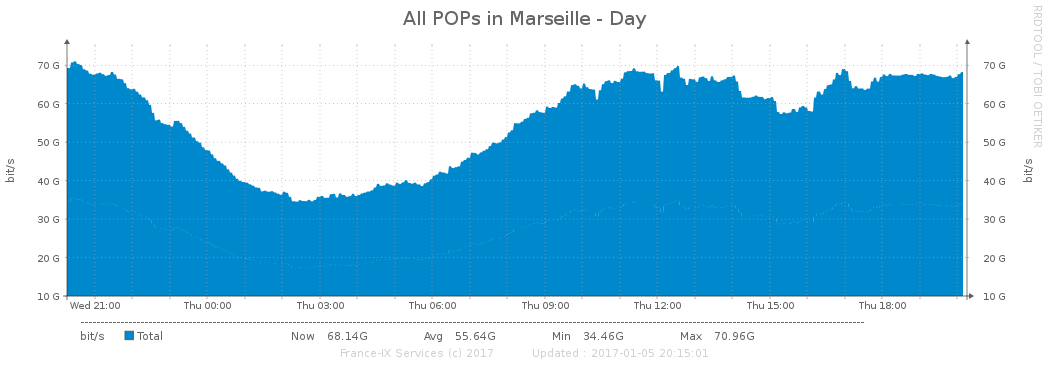 All POPs in Marseille - Day
RRDTOOL / TOBI OETIKER
70 G 70 G
60 G 60 G
50 G 50 G
40 G 40 G
30 G 30 G
20 G 20 G
10 G 10 G
bit/s bit/s
Wed 21:00 Thu 00:00 Thu 03:00 Thu 06:00 Thu 09:00 Thu 12:00 Thu 15:00 Thu 18:00
bit/s Total Now 68.14G Avg 55.64G Min 34.46G Max 70.96G
France-IX Services (c) 2017 Updated : 2017-01-05 20:15:01